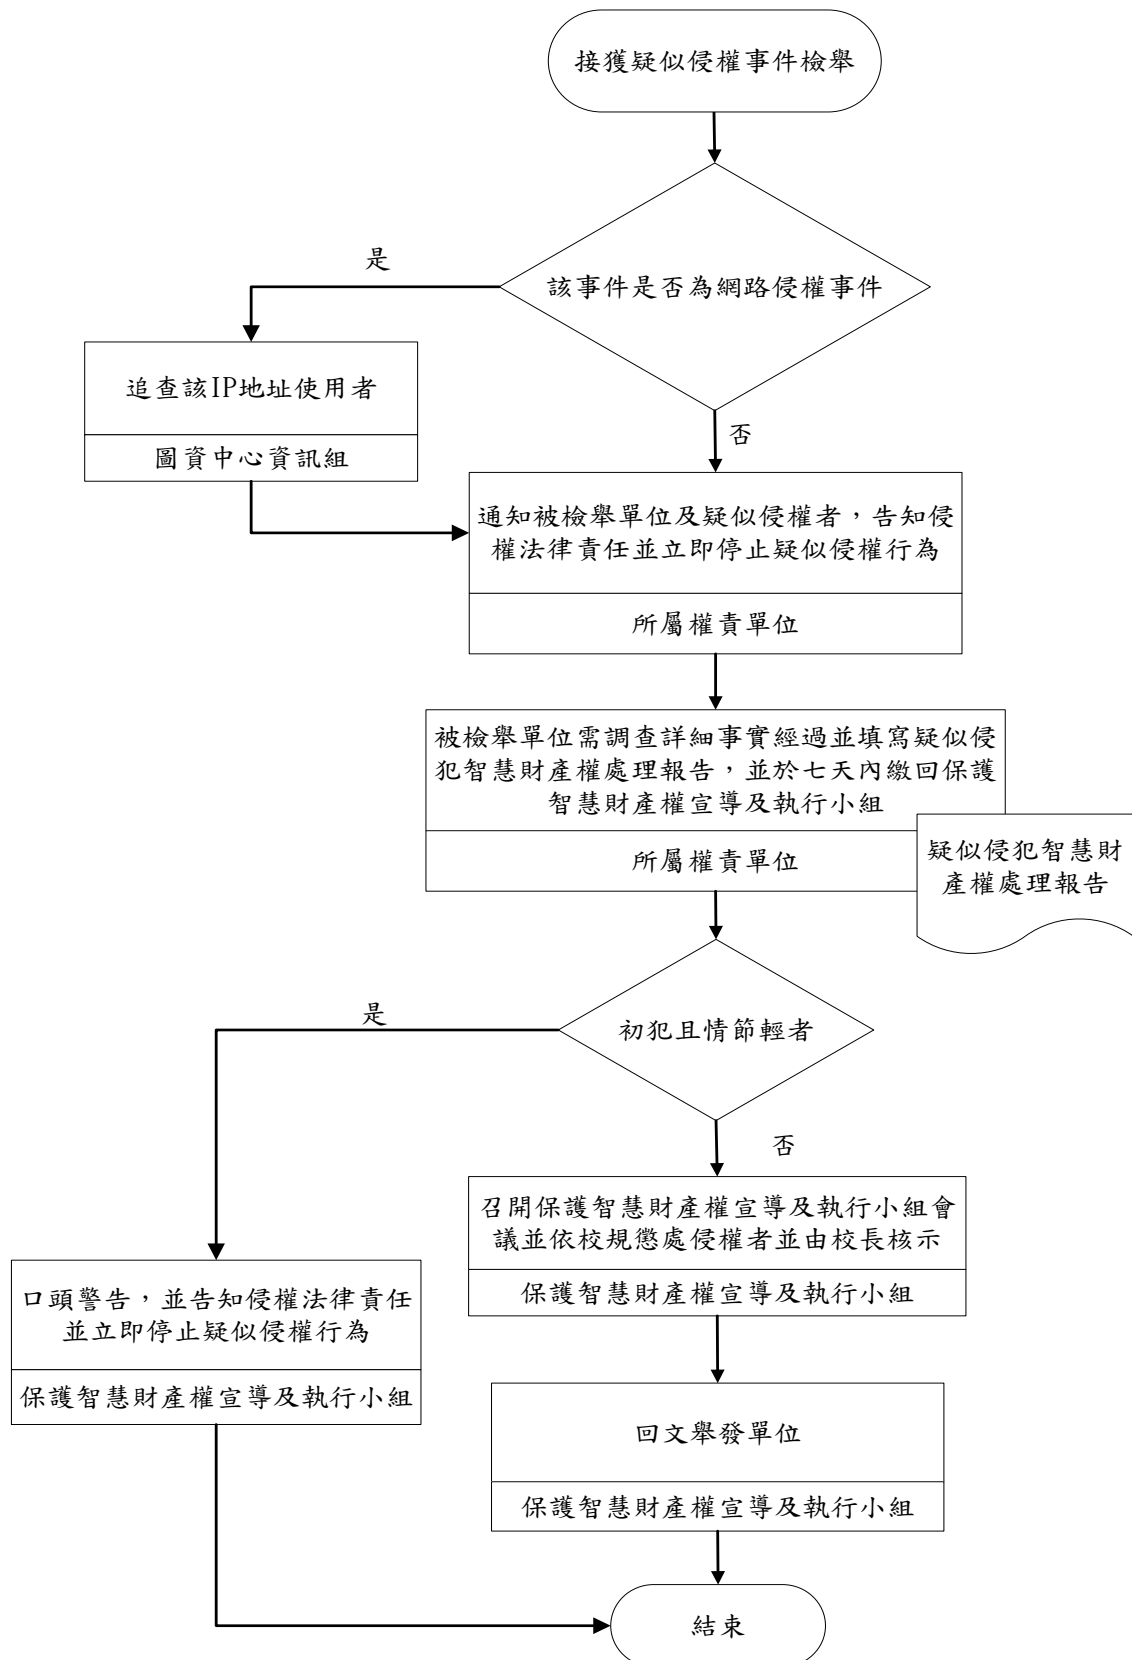 接獲疑似侵權事件檢舉
是
該事件是否為網路侵權事件
追查該IP地址使用者
圖資中心資訊組
否
通知被檢舉單位及疑似侵權者，告知侵
權法律責任並立即停止疑似侵權行為
所屬權責單位
被檢舉單位需調查詳細事實經過並填寫疑似侵
犯智慧財產權處理報告，並於七天內繳回保護
智慧財產權宣導及執行小組
所屬權責單位
疑似侵犯智慧財
產權處理報告
是
初犯且情節輕者
否
召開保護智慧財產權宣導及執行小組會
議並依校規懲處侵權者並由校長核示
保護智慧財產權宣導及執行小組
口頭警告，並告知侵權法律責任
並立即停止疑似侵權行為
保護智慧財產權宣導及執行小組
回文舉發單位
保護智慧財產權宣導及執行小組
結束